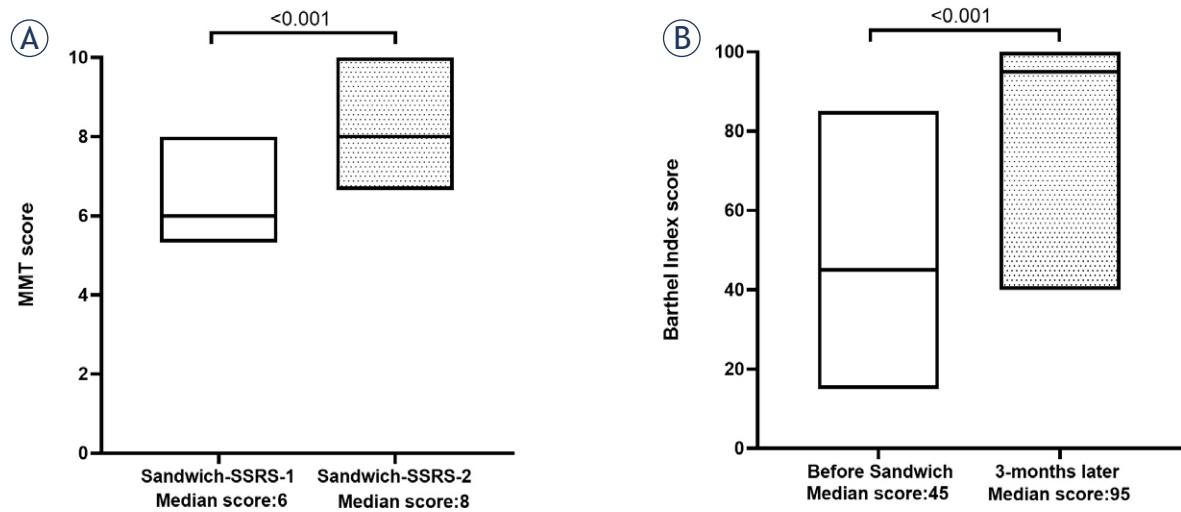 A
<0.001
MMT score
10
8
6
4
2
0
Sandwich-SSRS-1
Median score:6
Sandwich-SSRS-2
Median score:8
B
<0.001
Barthel Index score
100
80
60
40
20
0
Before Sandwich
Median score:45
3-months later
Median score:95